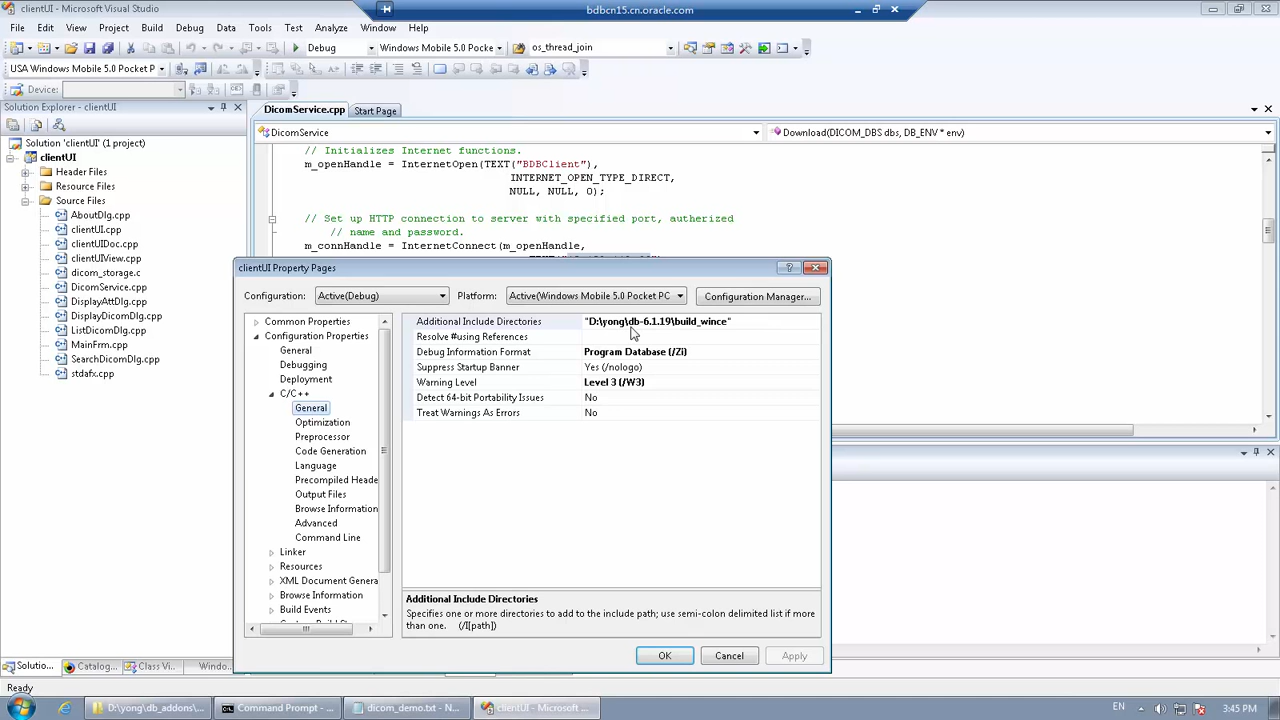 clientUI - Microsoft Visual Studio
bdbcn15.cn.oracle.com
File Edit View Project Build Debug Data Tools Test Analyze Window Help
Debug Windows Mobile 5.0 Pocke os_thread_join
USA Windows Mobile 5.0 Pocket P
Device:
Solution Explorer - clientUI
Solution 'clientUI' (1 project)
clientUI
Header Files
Resource Files
Source Files
AboutDlg.cpp
clientUI.cpp
clientUIDoc.cpp
clientUIView.cpp
dicom_storage.c
DicomService.cpp
DisplayAttDlg.cpp
DisplayDicomDlg.cpp
ListDicomDlg.cpp
MainFrm.cpp
SearchDicomDlg.cpp
stdafx.cpp
DicomService.cpp Start Page
DicomService Download(DICOM_DBS dbs, DB_ENV * env)
// Initializes Internet functions.
m_openHandle = InternetOpen(TEXT("BDBClient"),
INTERNET_OPEN_TYPE_DIRECT,
NULL, NULL, 0);
// Set up HTTP connection to server with specified port, autherized
// name and password.
m_connHandle = InternetConnect(m_openHandle,
clientUI Property Pages
Configuration: Active(Debug) Platform: Active(Windows Mobile 5.0 Pocket PC Configuration Manager...
Common Properties
Configuration Properties
General
Debugging
Deployment
C/C++
General
Optimization
Preprocessor
Code Generation
Language
Precompiled Heade
Output Files
Browse Information
Advanced
Command Line
Linker
Resources
XML Document Genera
Browse Information
Build Events
Additional Include Directories "D:\yong\db-6.1.19\build_wince"
Resolve #using References
Debug Information Format Program Database (/Zi)
Suppress Startup Banner Yes (/nologo)
Warning Level Level 3 (/W3)
Detect 64-bit Portability Issues No
Treat Warnings As Errors No
Additional Include Directories
Specifies one or more directories to add to the include path; use semi-colon delimited list if more
than one. (/I[path])
OK Cancel Apply
Solutio... Catalog... Class Vi... Windo...
Ready
D:\yong\db_addons\... Command Prompt - ... dicom_demo.txt - N... clientUI - Microsoft ... EN 3:45 PM